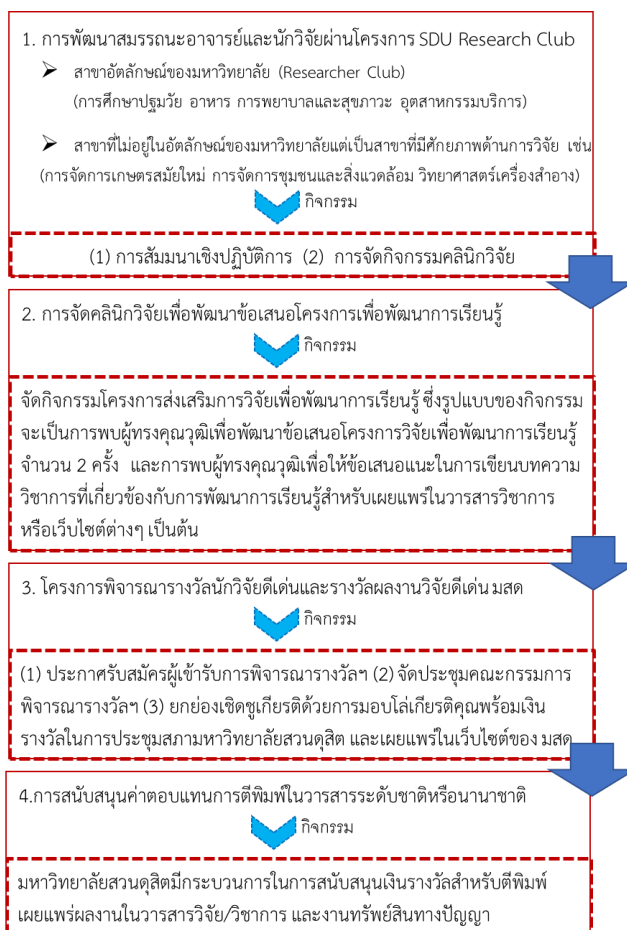 1. การพัฒนาสมรรถนะอาจารย์และนักวิจัยผ่านโครงการ SDU Research Club
➢ สาขาอัตลักษณ์ของมหาวิทยาลัย (Researcher Club)
(การศึกษาปฐมวัย อาหาร การพยาบาลและสุขภาวะ อุตสาหกรรมบริการ)
➢ สาขาที่ไม่อยู่ในอัตลักษณ์ของมหาวิทยาลัยแต่เป็นสาขาที่มีศักยภาพด้านการวิจัย เช่น
(การจัดการเกษตรสมัยใหม่ การจัดการชุมชนและสิ่งแวดล้อม วิทยาศาสตร์เครื่องสำอาง)
กิจกรรม
(1) การสัมมนาเชิงปฏิบัติการ (2) การจัดกิจกรรมคลินิกวิจัย
2. การจัดคลินิกวิจัยเพื่อพัฒนาข้อเสนอโครงการเพื่อพัฒนาการเรียนรู้
กิจกรรม
จัดกิจกรรมโครงการส่งเสริมการวิจัยเพื่อพัฒนาการเรียนรู้ ซึ่งรูปแบบของกิจกรรม
จะเป็นการพบผู้ทรงคุณวุฒิเพื่อพัฒนาข้อเสนอโครงการวิจัยเพื่อพัฒนาการเรียนรู้
จำนวน 2 ครั้ง และการพบผู้ทรงคุณวุฒิเพื่อให้ข้อเสนอแนะในการเขียนบทความ
วิชาการที่เกี่ยวข้องกับการพัฒนาการเรียนรู้สำหรับเผยแพร่ในวารสารวิชาการ
หรือเว็บไซต์ต่างๆ เป็นต้น
3. โครงการพิจารณารางวัลนักวิจัยดีเด่นและรางวัลผลงานวิจัยดีเด่น มสด
กิจกรรม
(1) ประกาศรับสมัครผู้เข้ารับการพิจารณารางวัลฯ (2) จัดประชุมคณะกรรมการ
พิจารณารางวัลฯ (3) ยกย่องเชิดชูเกียรติด้วยการมอบโล่เกียรติคุณพร้อมเงิน
รางวัลในการประชุมสภามหาวิทยาลัยสวนดุสิต และเผยแพร่ในเว็บไซต์ของ มสด
4.การสนับสนุนค่าตอบแทนการตีพิมพ์ในวารสารระดับชาติหรือนานาชาติ
กิจกรรม
มหาวิทยาลัยสวนดุสิตมีกระบวนการในการสนับสนุนเงินรางวัลสำหรับตีพิมพ์
เผยแพร่ผลงานในวารสารวิจัย/วิชาการ และงานทรัพย์สินทางปัญญา